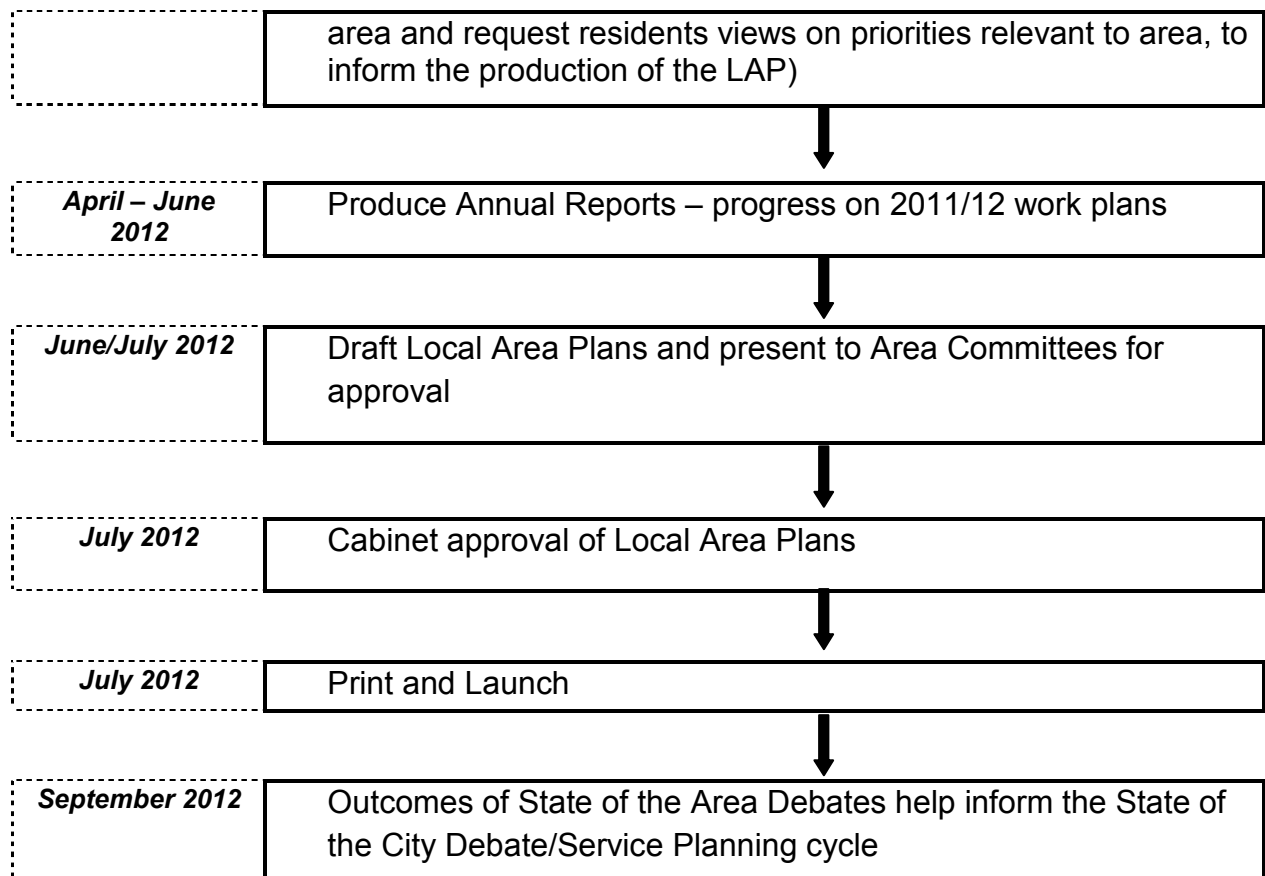 area and request residents views on priorities relevant to area, to
inform the production of the LAP)
April – June
2012
Produce Annual Reports – progress on 2011/12 work plans
June/July 2012
Draft Local Area Plans and present to Area Committees for
approval
July 2012
Cabinet approval of Local Area Plans
July 2012
Print and Launch
September 2012
Outcomes of State of the Area Debates help inform the State of
the City Debate/Service Planning cycle